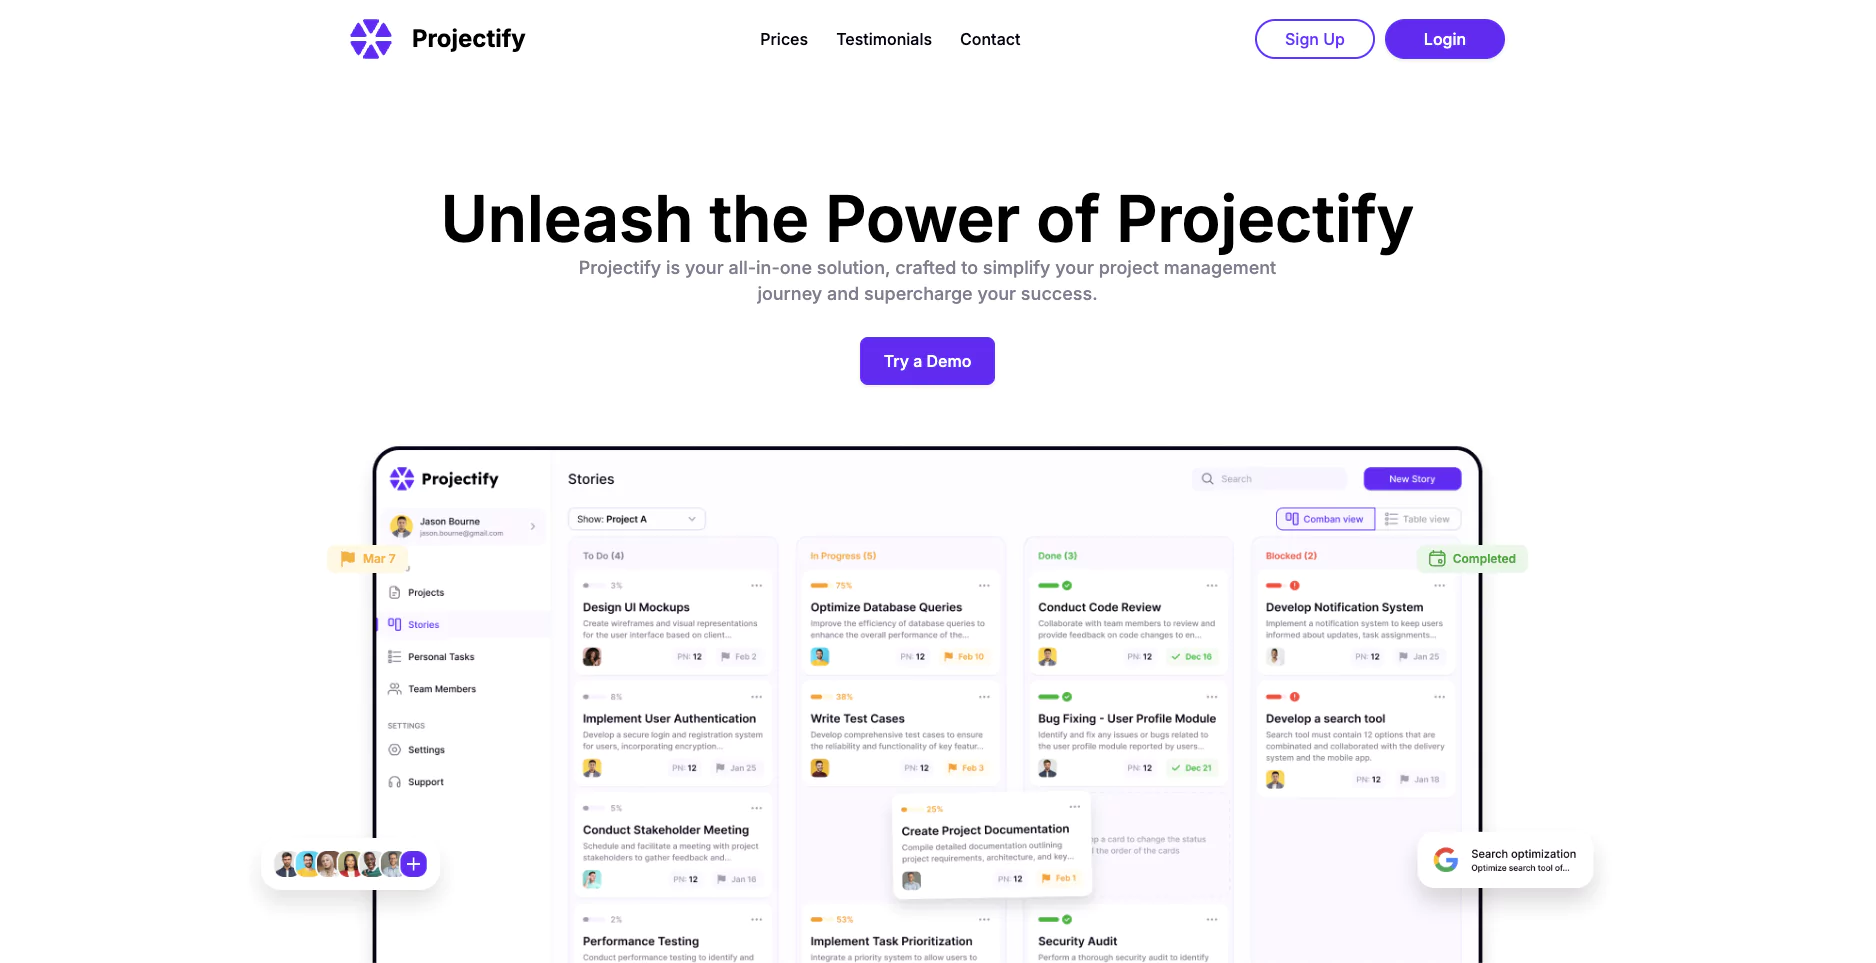 Projectify
Prices Testimonials Contact
Sign Up Login
Unleash the Power of Projectify
Projectify is your all-in-one solution, crafted to simplify your project management
journey and supercharge your success.
Try a Demo
Projectify
Jason Bourne
jason.bourne@gmail.com
Mar 7
Projects
Stories
Personal Tasks
Team Members
SETTINGS
Settings
Support
Stories
Search
New Story
Show: Project A
Comban view
Table view
To Do (4)
3%
Design UI Mockups
Create wireframes and visual representations
for the user interface based on client...
PN: 12 Feb 2
8%
Implement User Authentication
Develop a secure login and registration system
for users, incorporating encryption...
PN: 12 Jan 25
5%
Conduct Stakeholder Meeting
Schedule and facilitate a meeting with project
stakeholders to gather feedback and...
PN: 12 Jan 16
2%
Performance Testing
Conduct performance testing to identify and
In Progress (5)
75%
Optimize Database Queries
Improve the efficiency of database queries to
enhance the overall performance of the...
PN: 12 Feb 10
38%
Write Test Cases
Develop comprehensive test cases to ensure
the reliability and functionality of key featur...
PN: 12 Feb 3
25%
Create Project Documentation
Compile detailed documentation outlining
project requirements, architecture, and key...
PN: 12 Feb 1
53%
Implement Task Prioritization
Integrate a priority system to allow users to
Done (3)
Conduct Code Review
Collaborate with team members to review and
provide feedback on code changes to en...
PN: 12 Dec 16
Bug Fixing - User Profile Module
Identify and fix any issues or bugs related to
the user profile module reported by users...
PN: 12 Dec 21
p a card to change the status
the order of the cards
Security Audit
Perform a thorough security audit to identify
Blocked (2)
Completed
Develop Notification System
Implement a notification system to keep users
informed about updates, task assignments...
PN: 12 Jan 25
Develop a search tool
Search tool must contain 12 options that are
combinated and collaborated with the delivery
system and the mobile app.
PN: 12 Jan 18
Search optimization
Optimize search tool of...